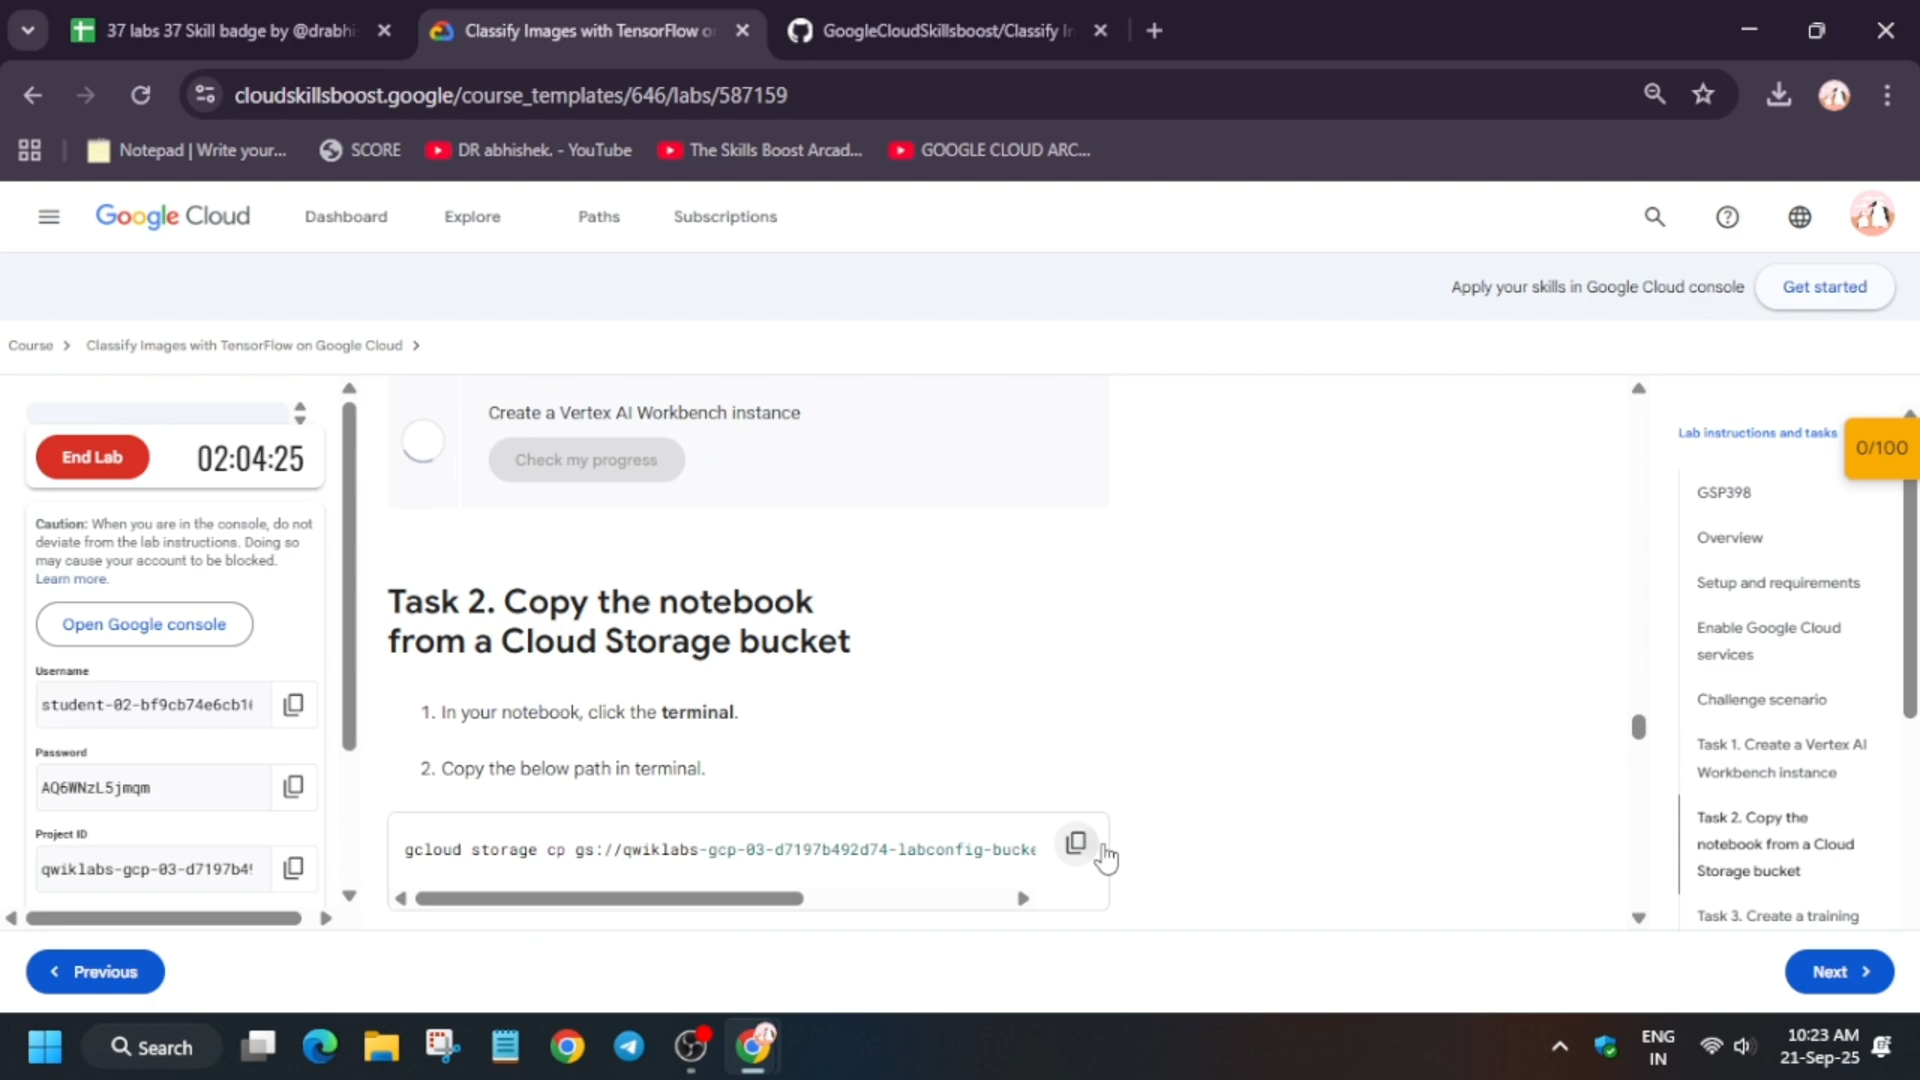 37 labs 37 Skill badge by @drabhi
Classify Images with TensorFlow o
GoogleCloudSkillsboost/Classify I
cloudskillsboost.google/course_templates/646/labs/587159
Notepad | Write your...
SCORE
DR abhishek. - YouTube
The Skills Boost Arcad...
GOOGLE CLOUD ARC...
Google Cloud
Dashboard
Explore
Paths
Subscriptions
Apply your skills in Google Cloud console
Get started
Course
Classify Images with TensorFlow on Google Cloud
End Lab
02:04:25
Caution: When you are in the console, do not
deviate from the lab instructions. Doing so
may cause your account to be blocked.
Learn more.
Open Google console
Username
student-02-bf9cb74e6cb1
Password
AQ6WNzL5jmqm
Project ID
qwiklabs-gcp-03-d7197b4
Create a Vertex AI Workbench instance
Check my progress
Task 2. Copy the notebook
from a Cloud Storage bucket
1. In your notebook, click the terminal.
2. Copy the below path in terminal.
gcloud storage cp gs://qwiklabs-gcp-03-d7197b492d74-labconfig-bucke
Lab instructions and tasks
0/100
GSP398
Overview
Setup and requirements
Enable Google Cloud
services
Challenge scenario
Task 1. Create a Vertex AI
Workbench instance
Task 2. Copy the
notebook from a Cloud
Storage bucket
Task 3. Create a training
Previous
Next
Search
ENG
IN
10:23 AM
21-Sep-25